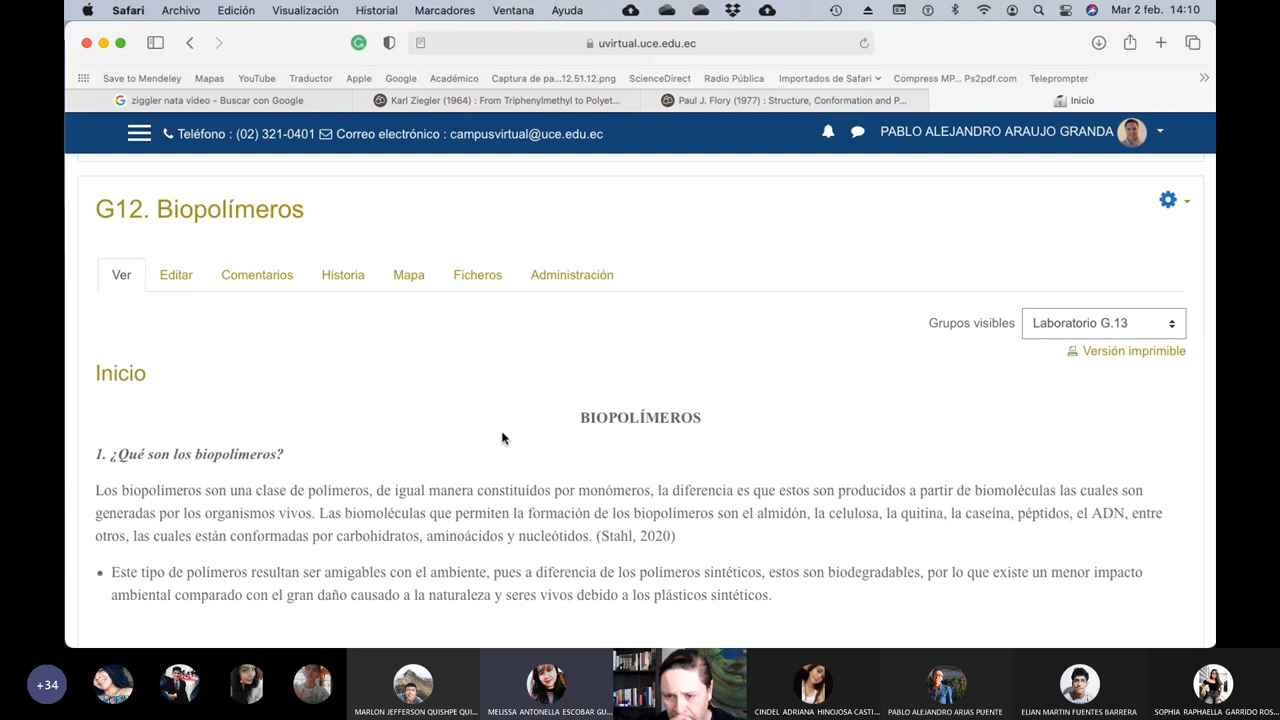 Safari Archivo Edición Visualización Historial Marcadores Ventana Ayuda Mar 2 feb. 14:10
uvirtual.uce.edu.ec
Save to Mendeley Mapas YouTube Traductor Apple Google Académico Captura de pa...12.51.12.png ScienceDirect Radio Pública Importados de Safari Compress MP... Ps2pdf.com Teleprompter
ziggler nata video - Buscar con Google Karl Ziegler (1964) : From Triphenylmethyl to Polyet... Paul J. Flory (1977) : Structure, Conformation and P... Inicio
Teléfono : (02) 321-0401 Correo electrónico : campusvirtual@uce.edu.ec PABLO ALEJANDRO ARAUJO GRANDA
G12. Biopolímeros
Ver Editar Comentarios Historia Mapa Ficheros Administración
Grupos visibles Laboratorio G.13
Versión imprimible
Inicio
BIOPOLÍMEROS
1. ¿Qué son los biopolímeros?
Los biopolímeros son una clase de polímeros, de igual manera constituidos por monómeros, la diferencia es que estos son producidos a partir de biomoléculas las cuales son
generadas por los organismos vivos. Las biomoléculas que permiten la formación de los biopolímeros son el almidón, la celulosa, la quitina, la caseína, péptidos, el ADN, entre
otros, las cuales están conformadas por carbohidratos, aminoácidos y nucleótidos. (Stahl, 2020)
• Este tipo de polímeros resultan ser amigables con el ambiente, pues a diferencia de los polímeros sintéticos, estos son biodegradables, por lo que existe un menor impacto
ambiental comparado con el gran daño causado a la naturaleza y seres vivos debido a los plásticos sintéticos.
+34
MARLON JEFFERSON QUISHPE QUI... MELISSA ANTONELLA ESCOBAR GU... CINDEL ADRIANA HINOJOSA CASTI... PABLO ALEJANDRO ARIAS PUENTE ELIAN MARTIN FUENTES BARRERA SOPHIA RAPHAELLA GARRIDO ROS...